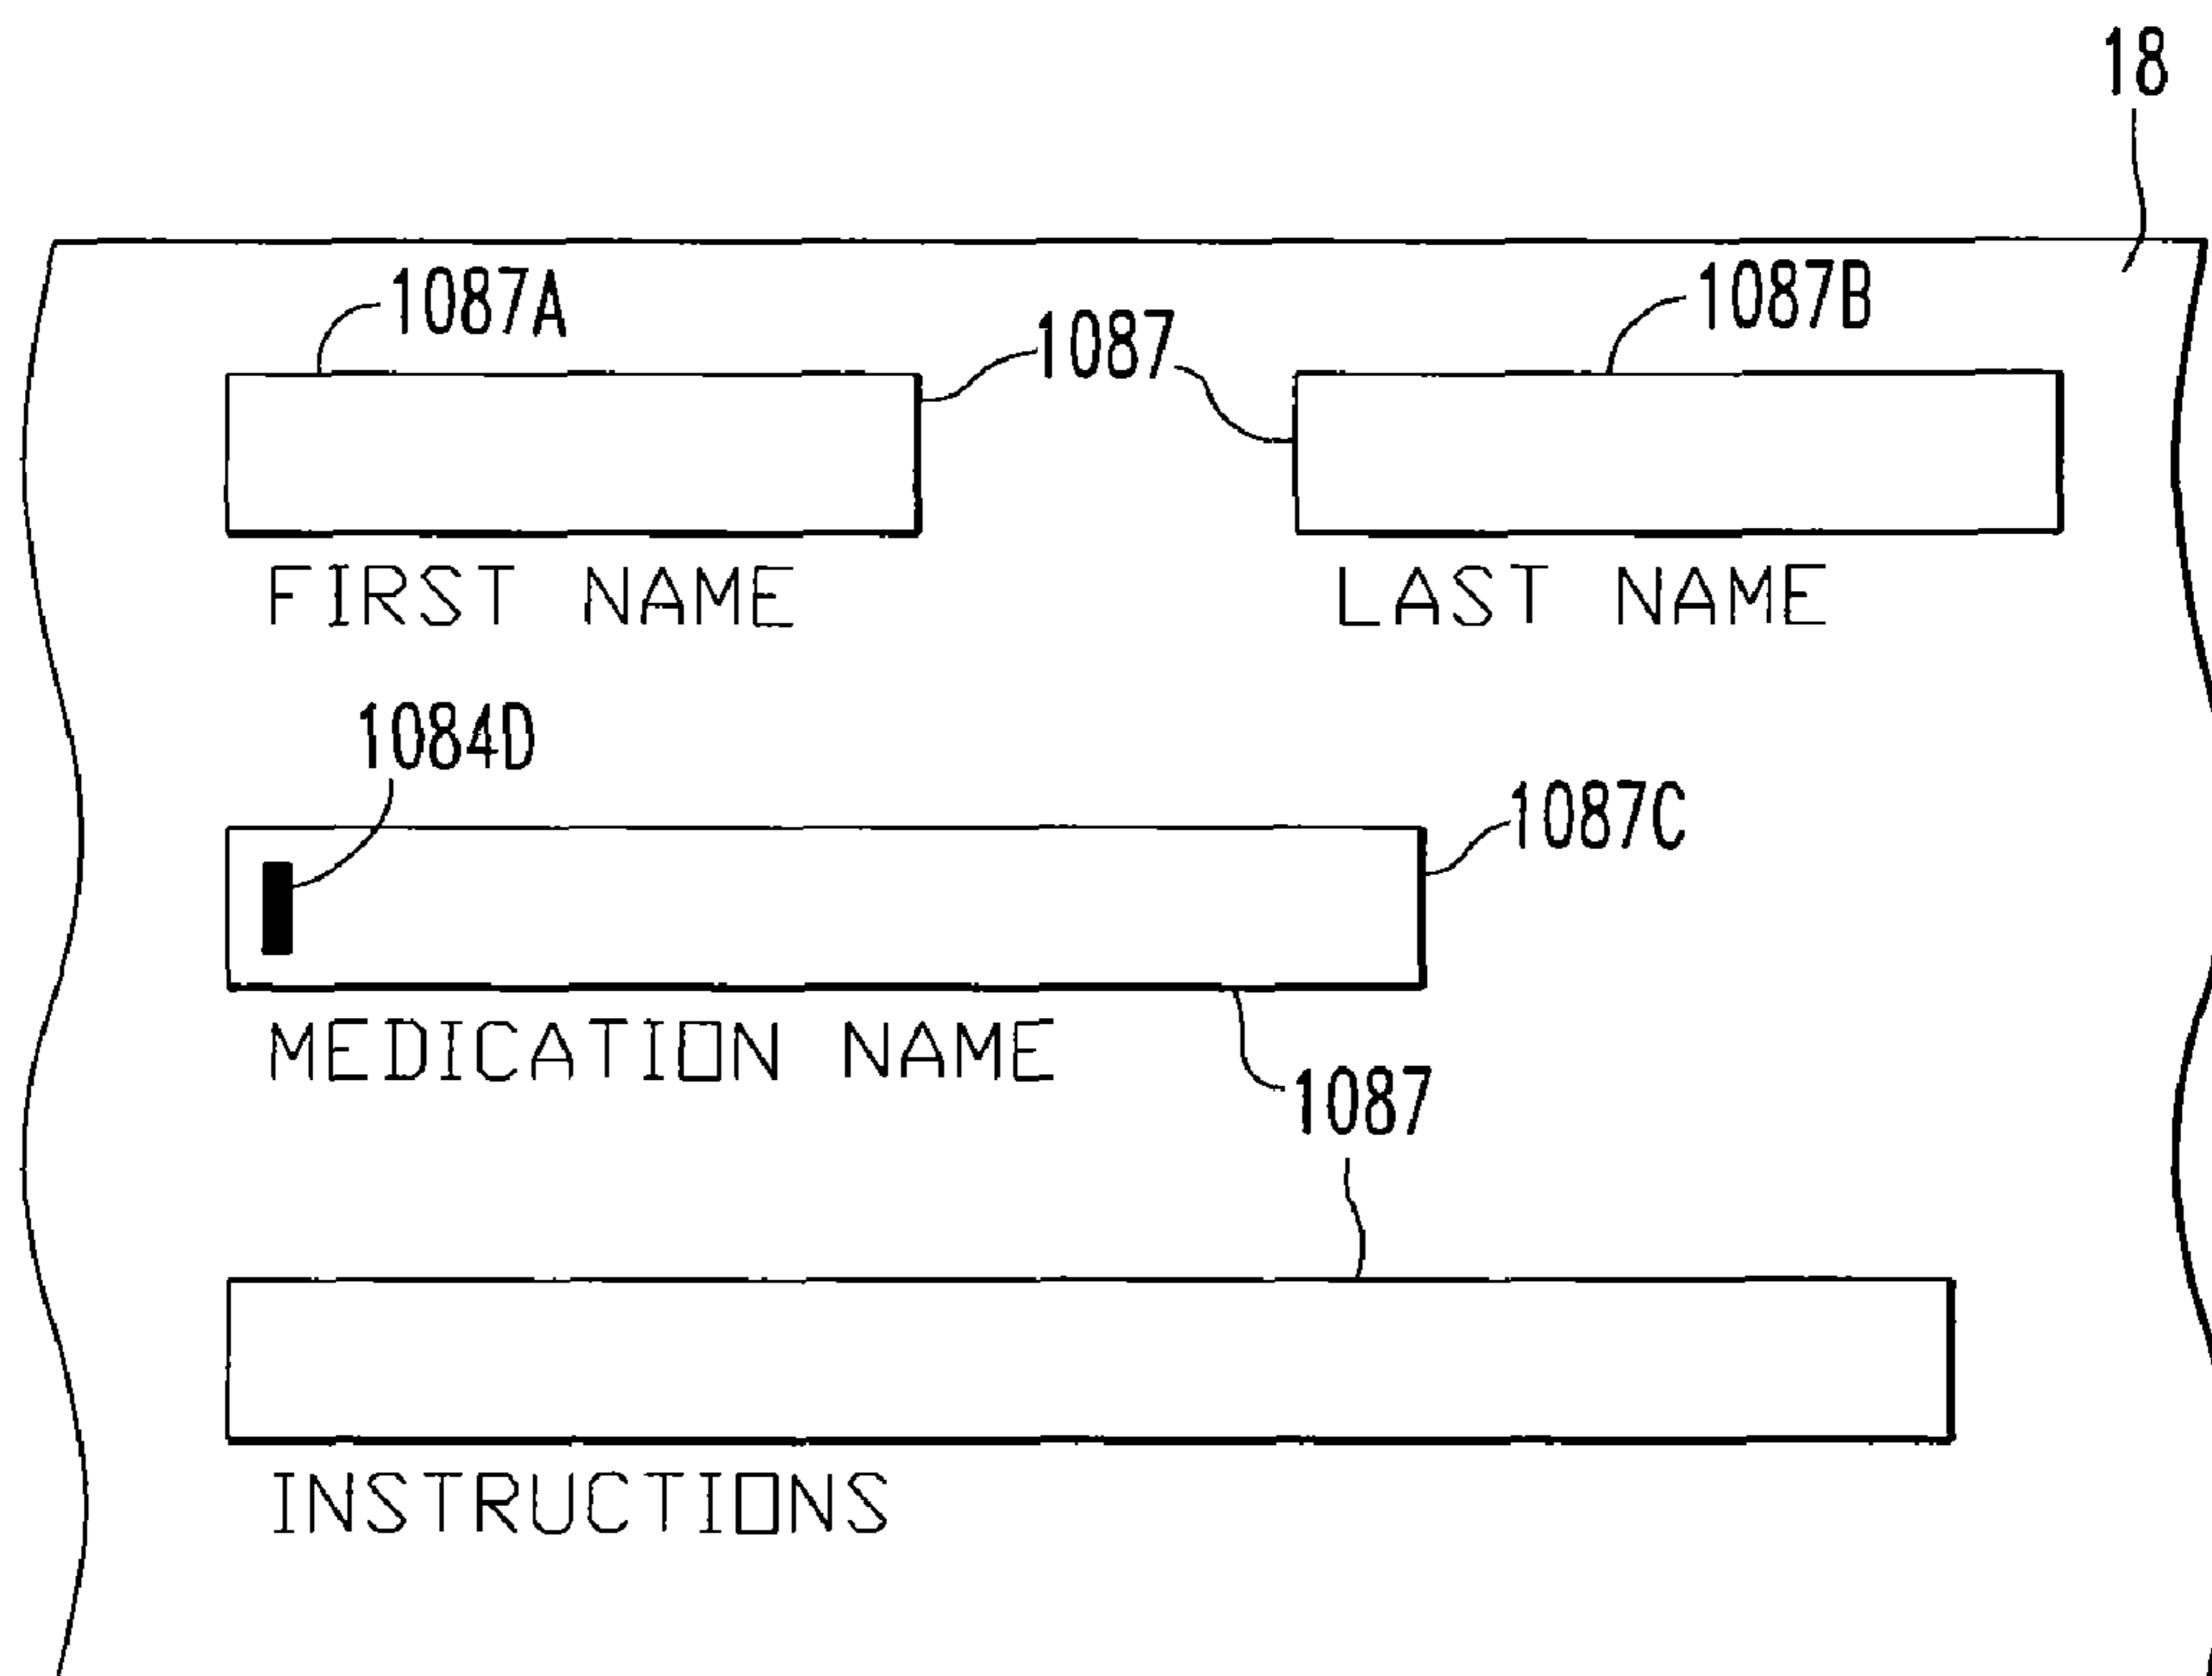 18
1087A 1087 1087B
FIRST NAME LAST NAME
1084D
1087C
MEDICATION NAME
1087
INSTRUCTIONS